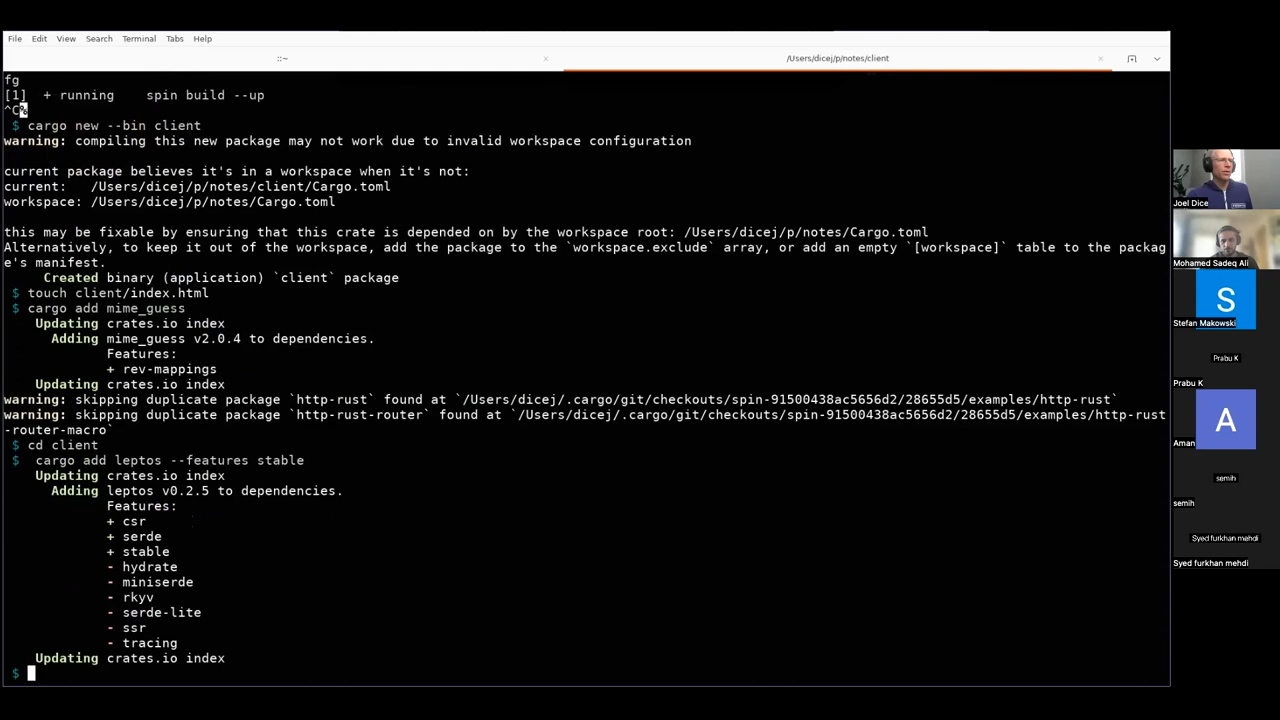 File Edit View Search Terminal Tabs Help
::~
/Users/dicej/p/notes/client
fg
[1]  + running    spin build --up
^C%
$ cargo new --bin client
warning: compiling this new package may not work due to invalid workspace configuration
current package believes it's in a workspace when it's not:
current:   /Users/dicej/p/notes/client/Cargo.toml
workspace: /Users/dicej/p/notes/Cargo.toml
this may be fixable by ensuring that this crate is depended on by the workspace root: /Users/dicej/p/notes/Cargo.toml
Alternatively, to keep it out of the workspace, add the package to the `workspace.exclude` array, or add an empty `[workspace]` table to the packag
e's manifest.
Created binary (application) `client` package
$ touch client/index.html
$ cargo add mime_guess
Updating crates.io index
Adding mime_guess v2.0.4 to dependencies.
Features:
+ rev-mappings
Updating crates.io index
warning: skipping duplicate package `http-rust` found at `/Users/dicej/.cargo/git/checkouts/spin-91500438ac5656d2/28655d5/examples/http-rust`
warning: skipping duplicate package `http-rust-router` found at `/Users/dicej/.cargo/git/checkouts/spin-91500438ac5656d2/28655d5/examples/http-rust
-router-macro`
$ cd client
$  cargo add leptos --features stable
Updating crates.io index
Adding leptos v0.2.5 to dependencies.
Features:
+ csr
+ serde
+ stable
- hydrate
- miniserde
- rkyv
- serde-lite
- ssr
- tracing
Updating crates.io index
$
Joel Dice
Mohamed Sadeq Ali
S
Stefan Makowski
Prabu K
Prabu K
A
Aman
semih
semih
Syed furkhan mehdi
Syed furkhan mehdi